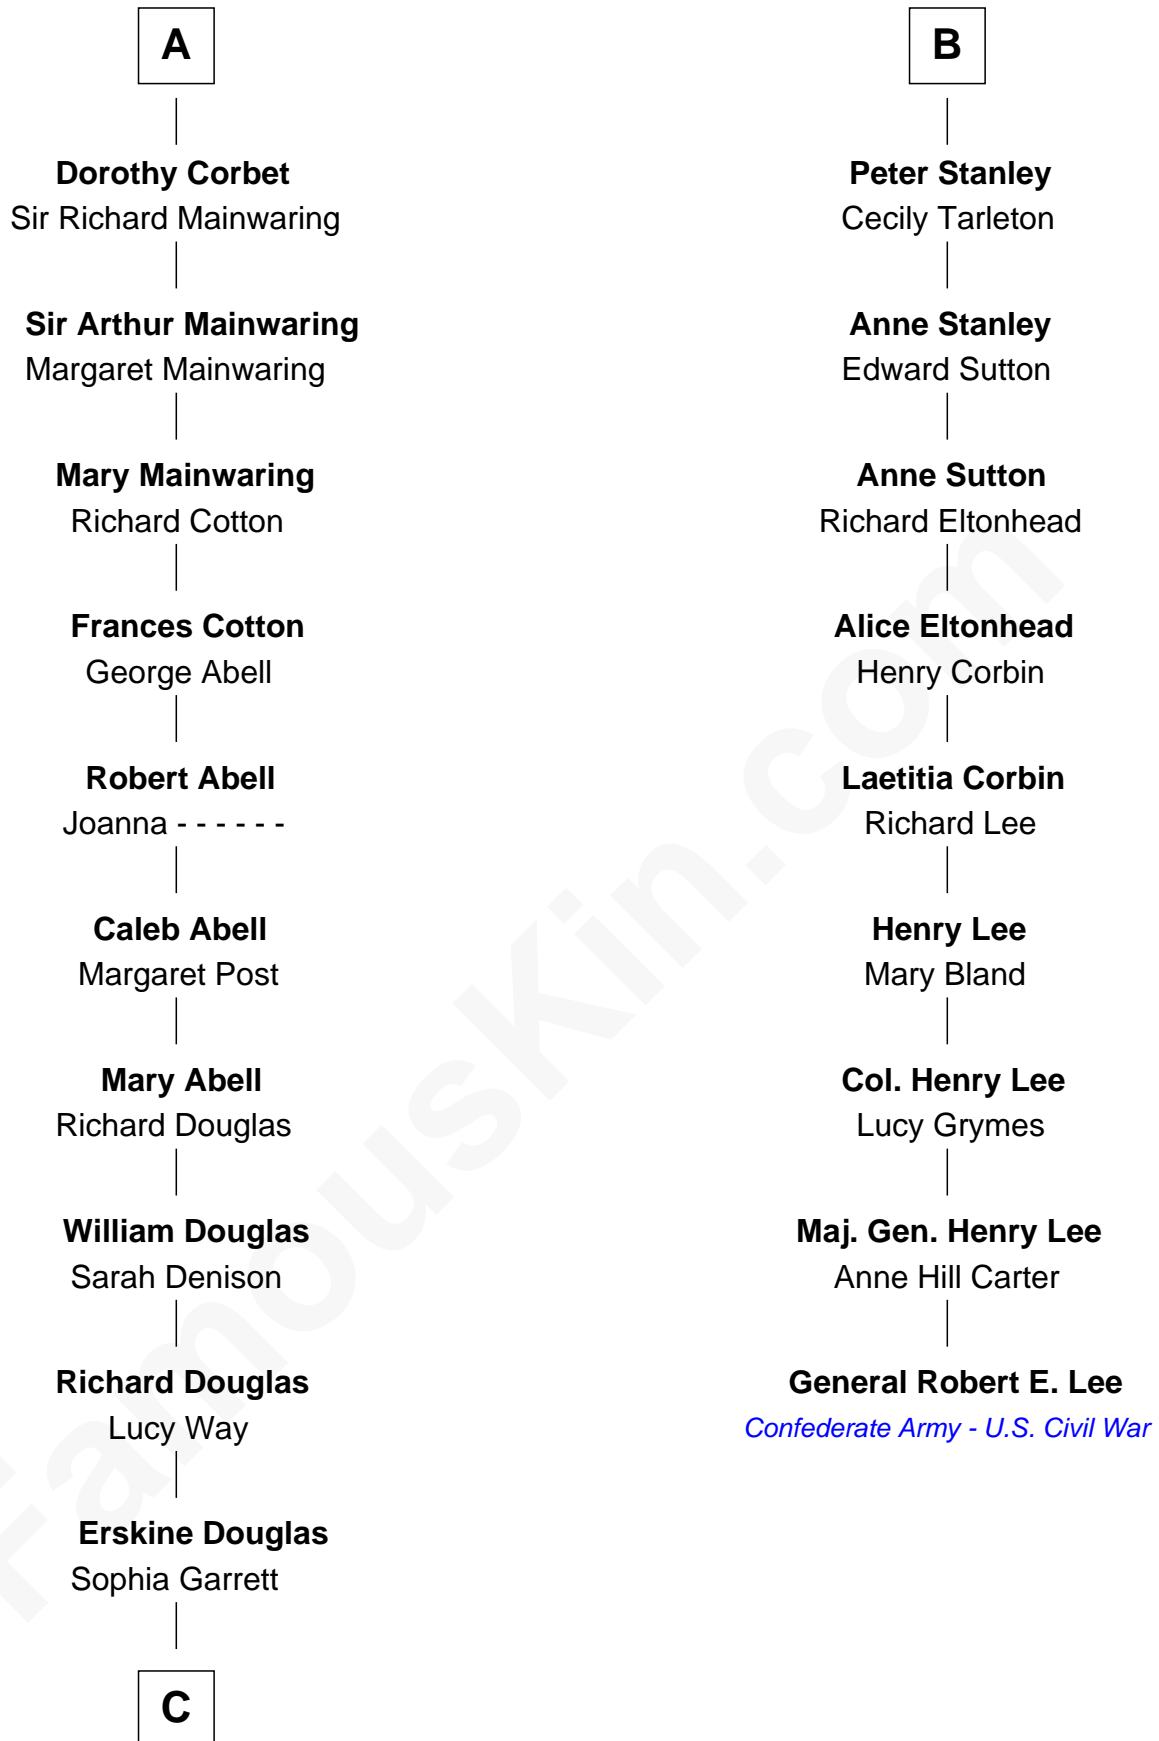 A
Dorothy Corbet
Sir Richard Mainwaring
Sir Arthur Mainwaring
Margaret Mainwaring
Mary Mainwaring
Richard Cotton
Frances Cotton
George Abell
Robert Abell
Joanna - - - - - -
Caleb Abell
Margaret Post
Mary Abell
Richard Douglas
William Douglas
Sarah Denison
Richard Douglas
Lucy Way
Erskine Douglas
Sophia Garrett
C
B
Peter Stanley
Cecily Tarleton
Anne Stanley
Edward Sutton
Anne Sutton
Richard Eltonhead
Alice Eltonhead
Henry Corbin
Laetitia Corbin
Richard Lee
Henry Lee
Mary Bland
Col. Henry Lee
Lucy Grymes
Maj. Gen. Henry Lee
Anne Hill Carter
General Robert E. Lee
Confederate Army - U.S. Civil War
FamousKin.com